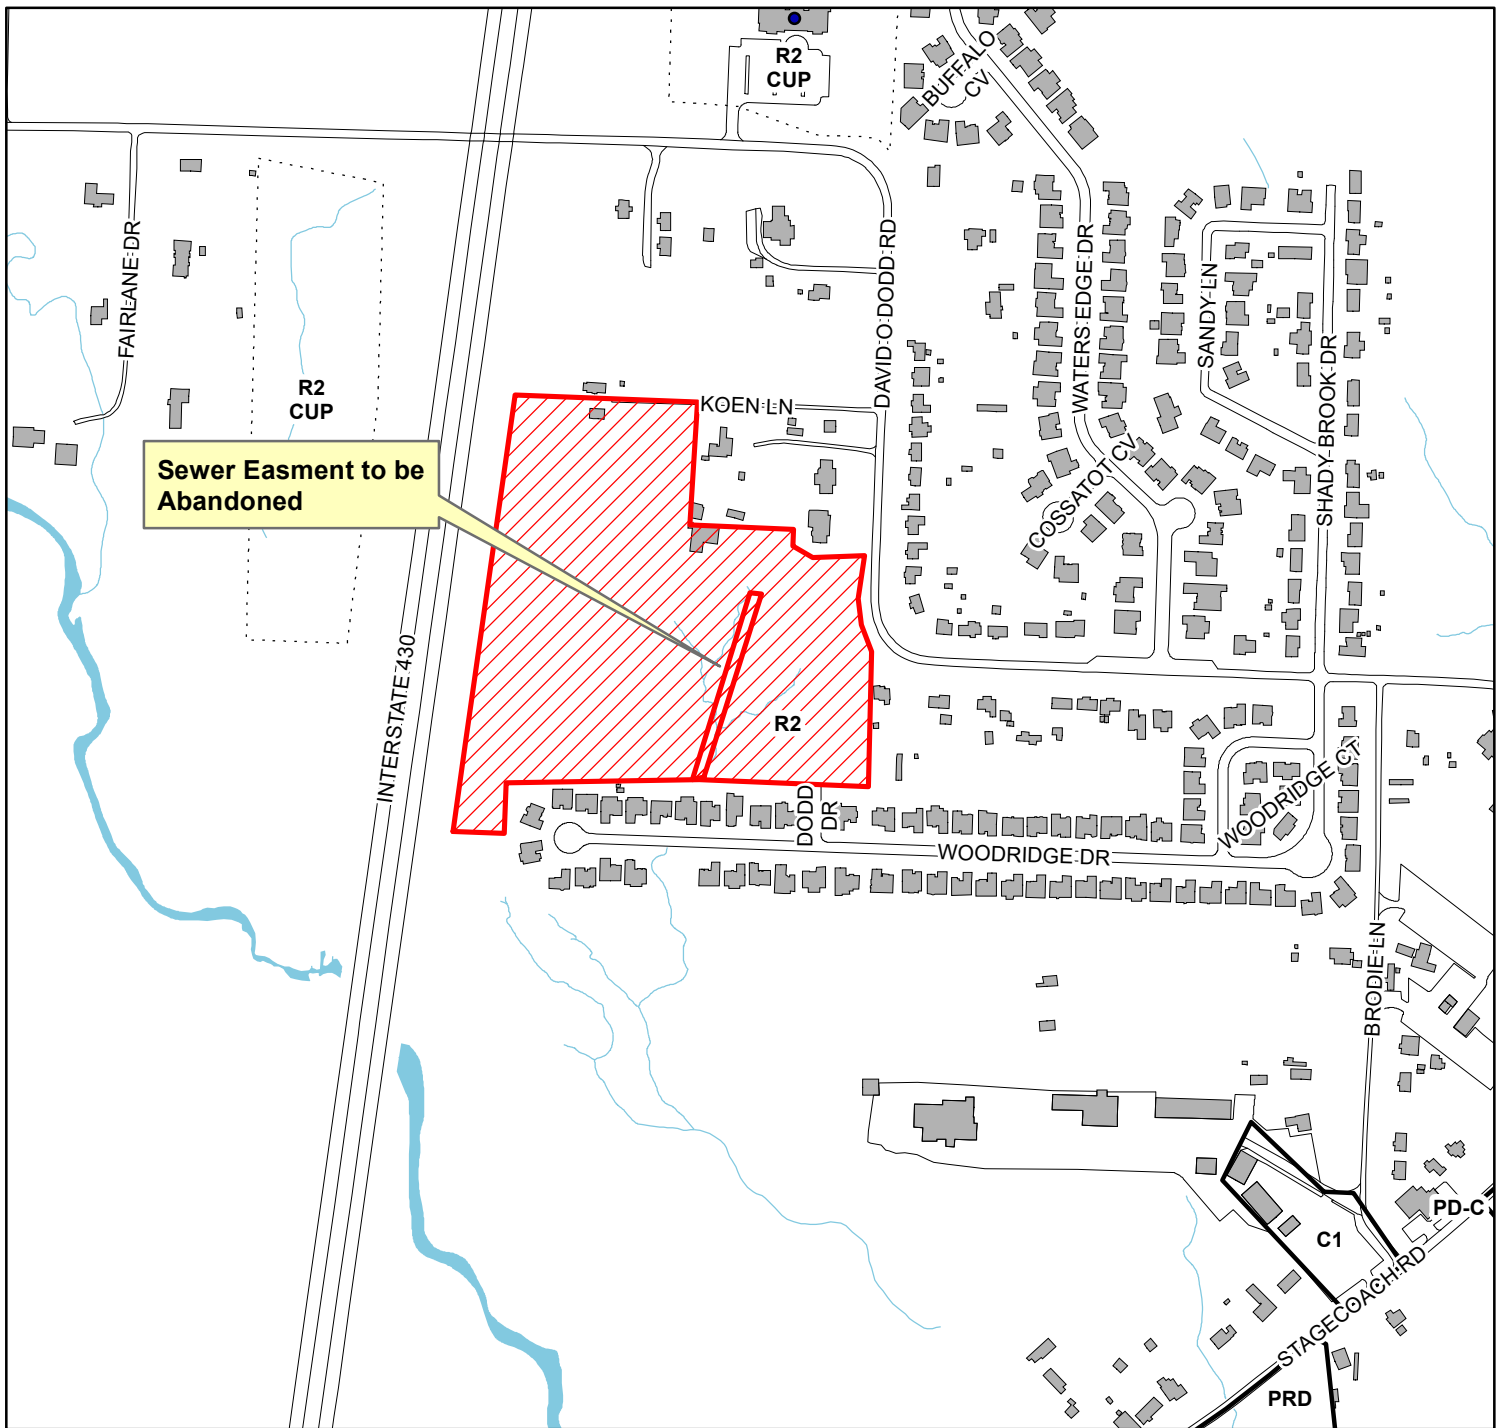 R2
CUP
BUFFALO
CV
FAIRLANE DR
DAVID O DODD RD
WATERS EDGE DR
SANDY LN
SHADY BROOK DR
R2
CUP
KOEN LN
COSSATOT CV
Sewer Easment to be
Abandoned
INTERSTATE 430
R2
DODD
DR
WOODRIDGE CT
WOODRIDGE DR
BRODIE LN
PD-C
C1
STAGECOACH RD
PRD